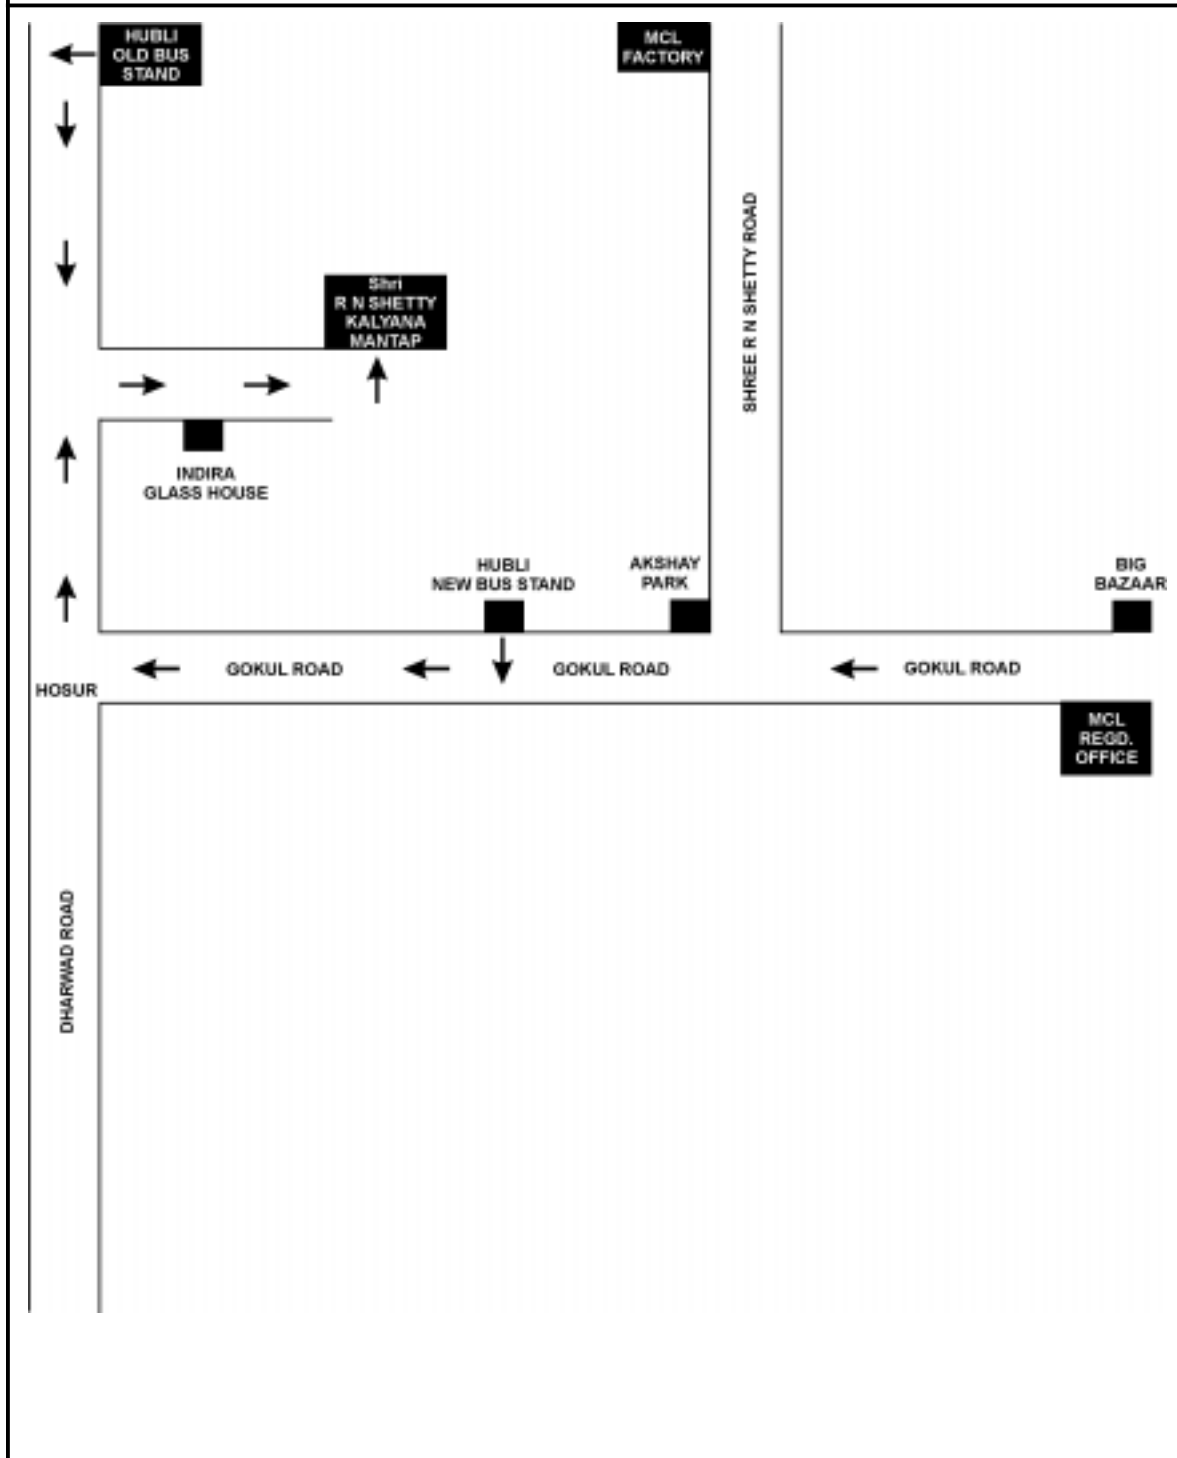 HUBLI
OLD BUS
STAND
MCL
FACTORY
SHREE R N SHETTY ROAD
Shri
R N SHETTY
KALYANA
MANTAP
INDIRA
GLASS HOUSE
HUBLI
NEW BUS STAND
AKSHAY
PARK
BIG
BAZAAR
GOKUL ROAD
GOKUL ROAD
GOKUL ROAD
HOSUR
MCL
REGD.
OFFICE
DHARWAD ROAD